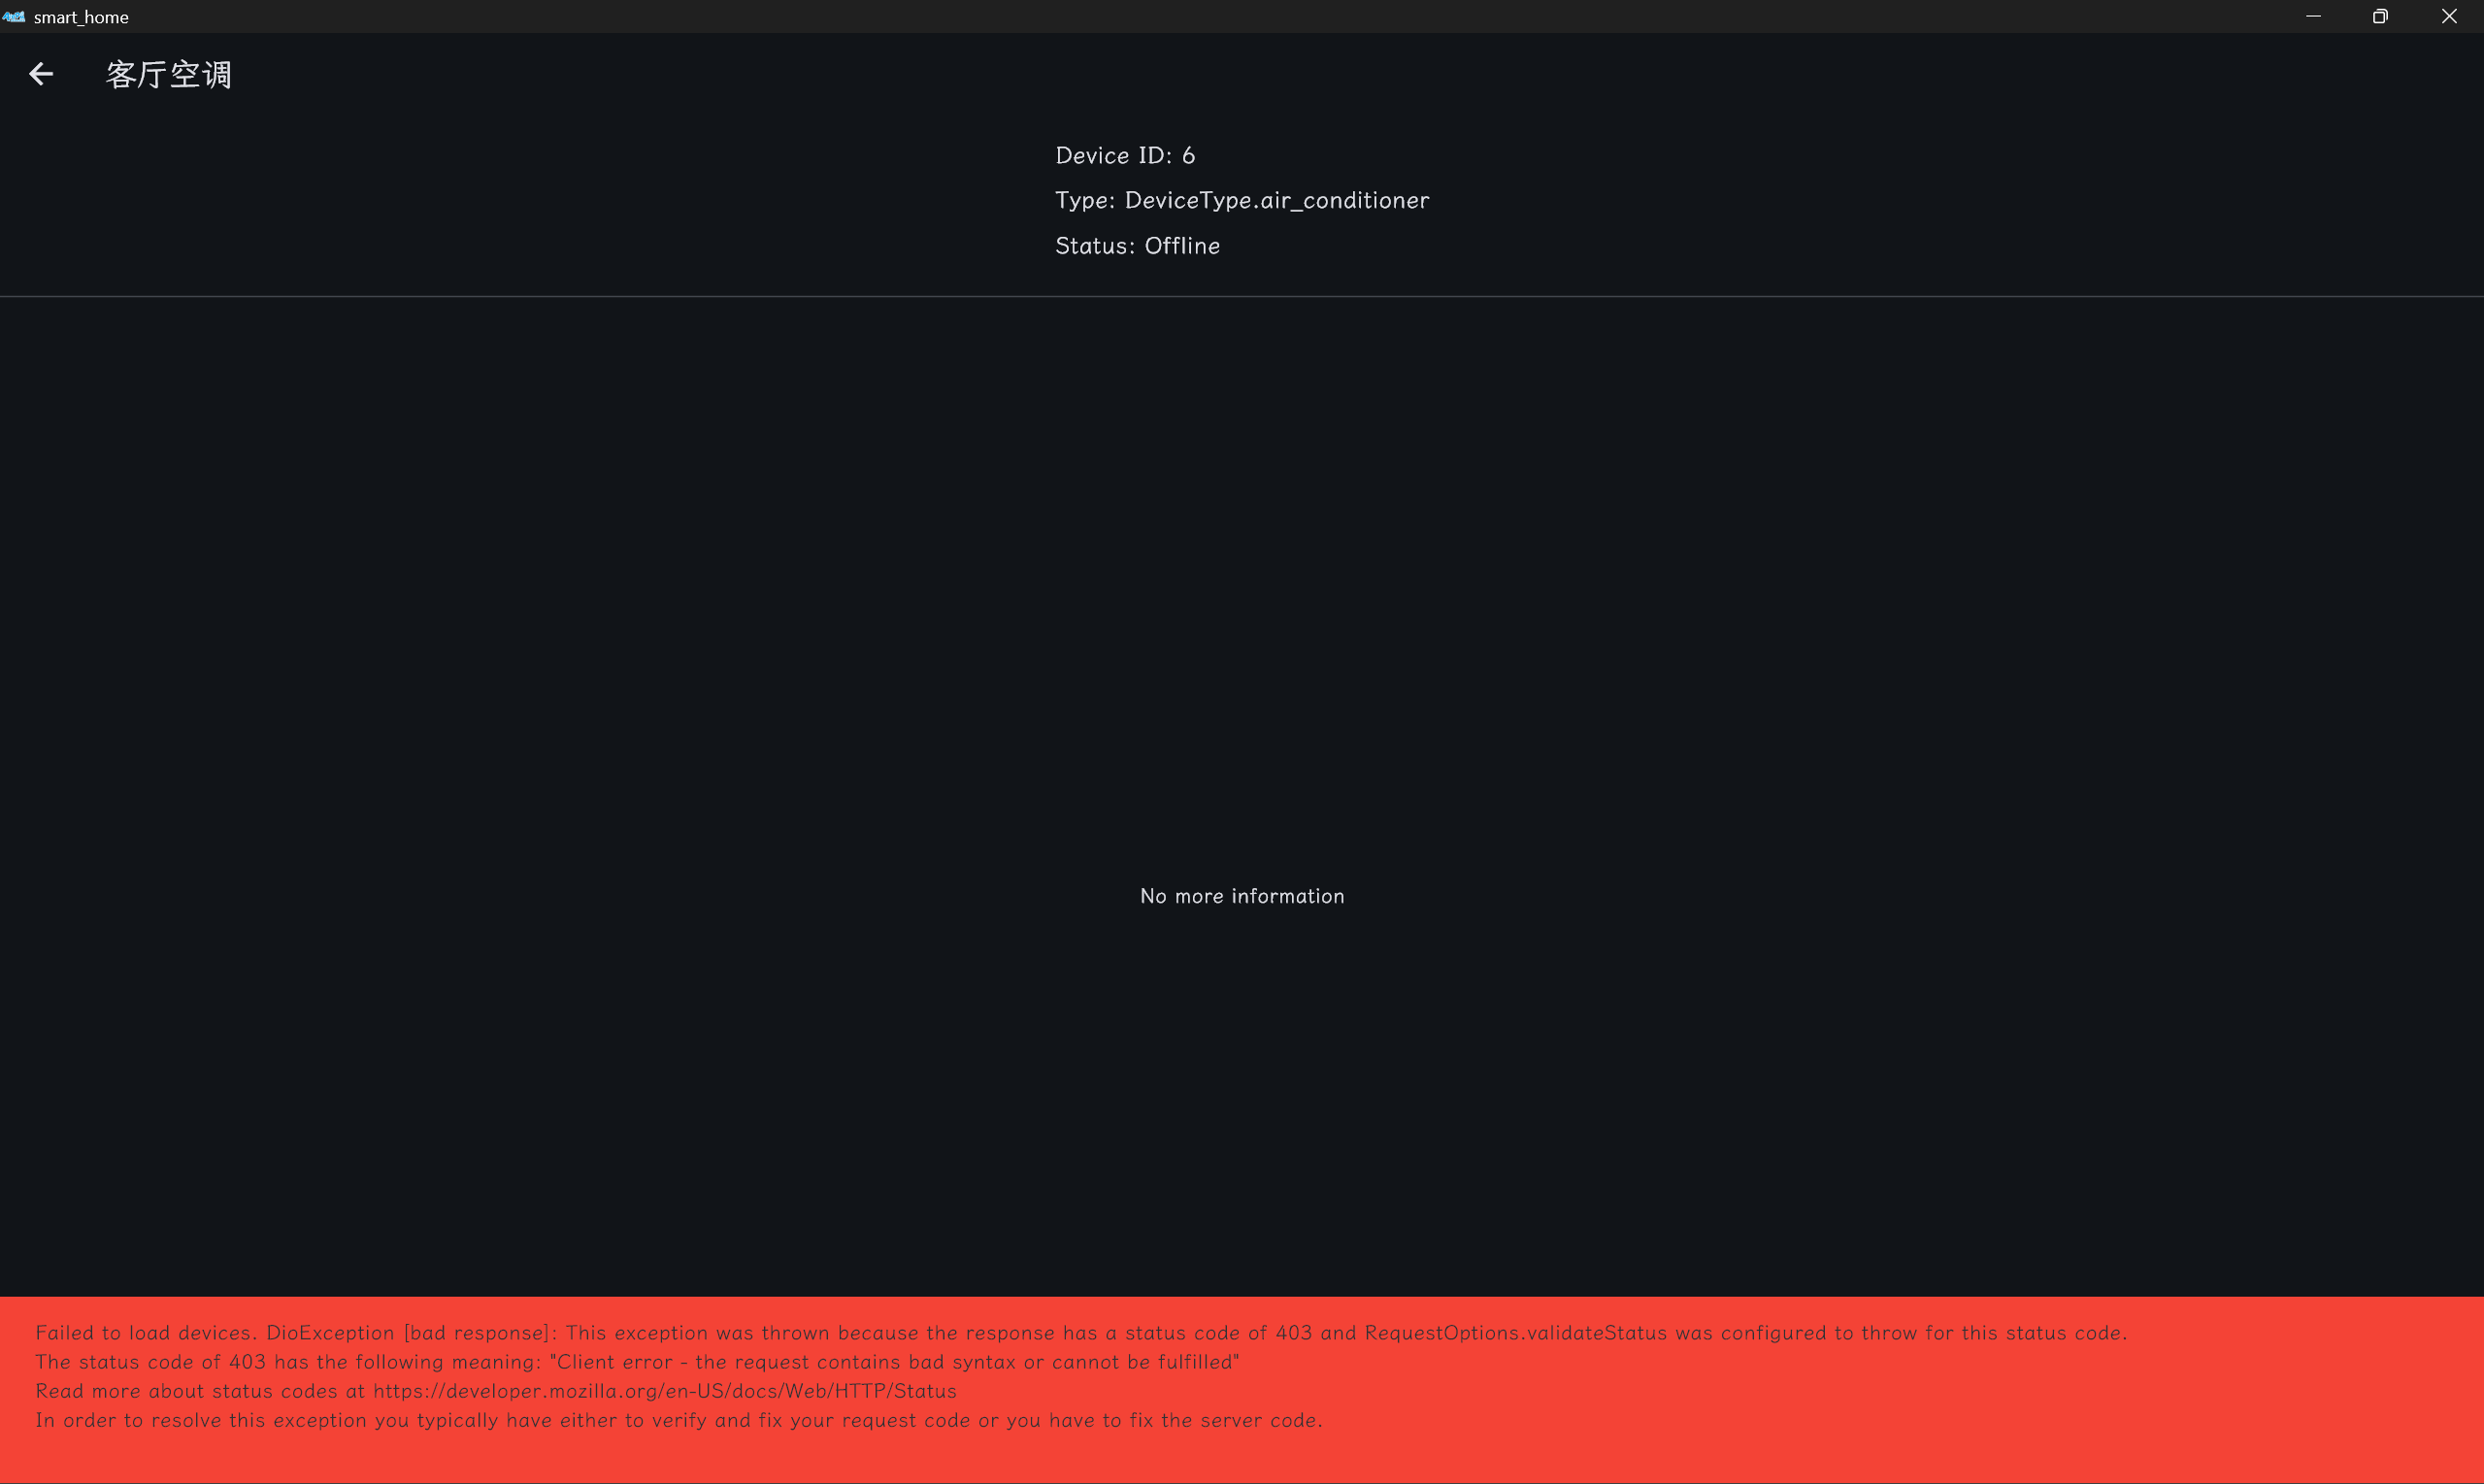 smart_home
客厅空调
Device ID: 6
Type: DeviceType.air_conditioner
Status: Offline
No more information
Failed to load devices. DioException [bad response]: This exception was thrown because the response has a status code of 403 and RequestOptions.validateStatus was configured to throw for this status code.
The status code of 403 has the following meaning: "Client error - the request contains bad syntax or cannot be fulfilled"
Read more about status codes at https://developer.mozilla.org/en-US/docs/Web/HTTP/Status
In order to resolve this exception you typically have either to verify and fix your request code or you have to fix the server code.